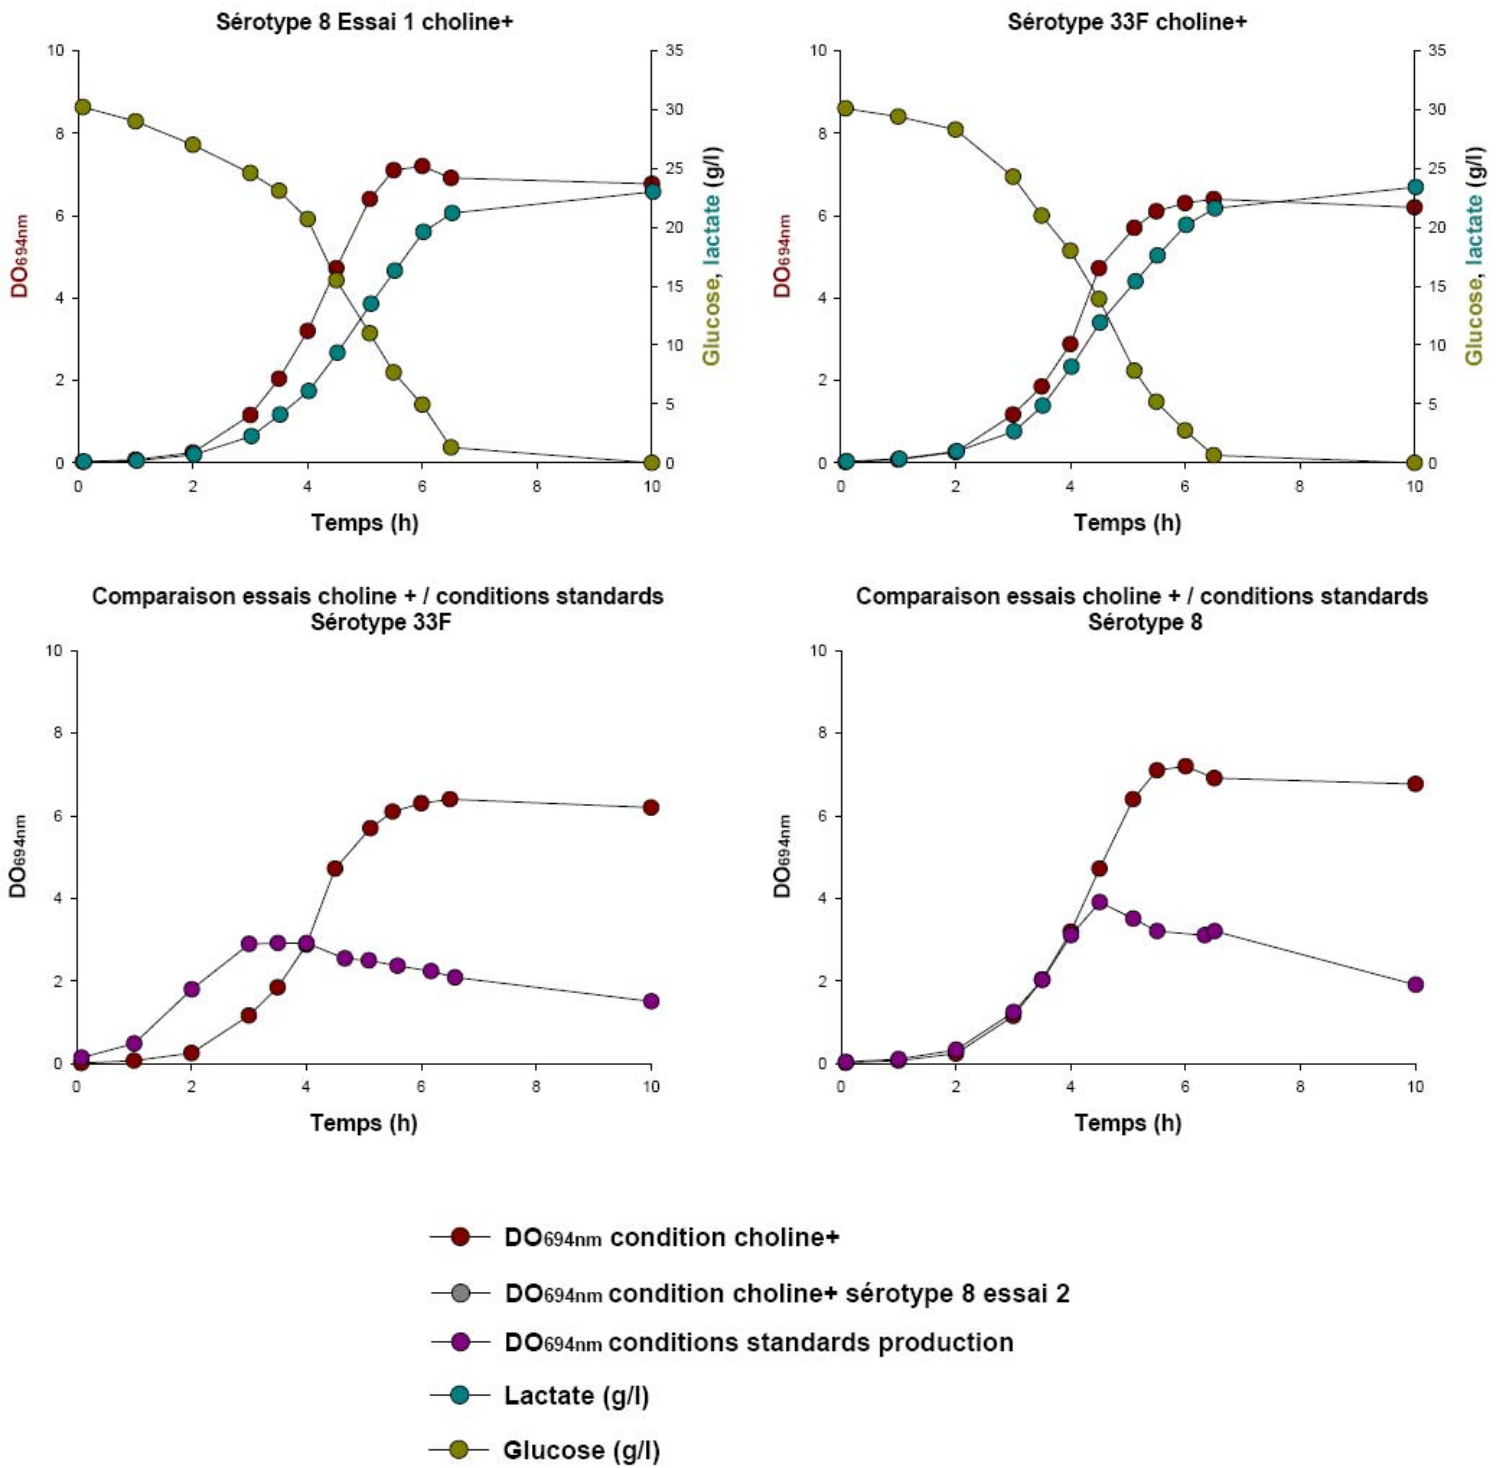 Sérotype 8 Essai 1 choline+
10
8
6
4
2
0
35
30
25
20
15
10
5
0
0 2 4 6 8 10
DO694nm
Glucose, lactate (g/l)
Temps (h)
Sérotype 33F choline+
10
8
6
4
2
0
35
30
25
20
15
10
5
0
0 2 4 6 8 10
DO694nm
Glucose, lactate (g/l)
Temps (h)
Comparaison essais choline + / conditions standards
Sérotype 33F
10
8
6
4
2
0
0 2 4 6 8 10
DO694nm
Temps (h)
Comparaison essais choline + / conditions standards
Sérotype 8
10
8
6
4
2
0
0 2 4 6 8 10
DO694nm
Temps (h)
DO694nm condition choline+
DO694nm condition choline+ sérotype 8 essai 2
DO694nm conditions standards production
Lactate (g/l)
Glucose (g/l)